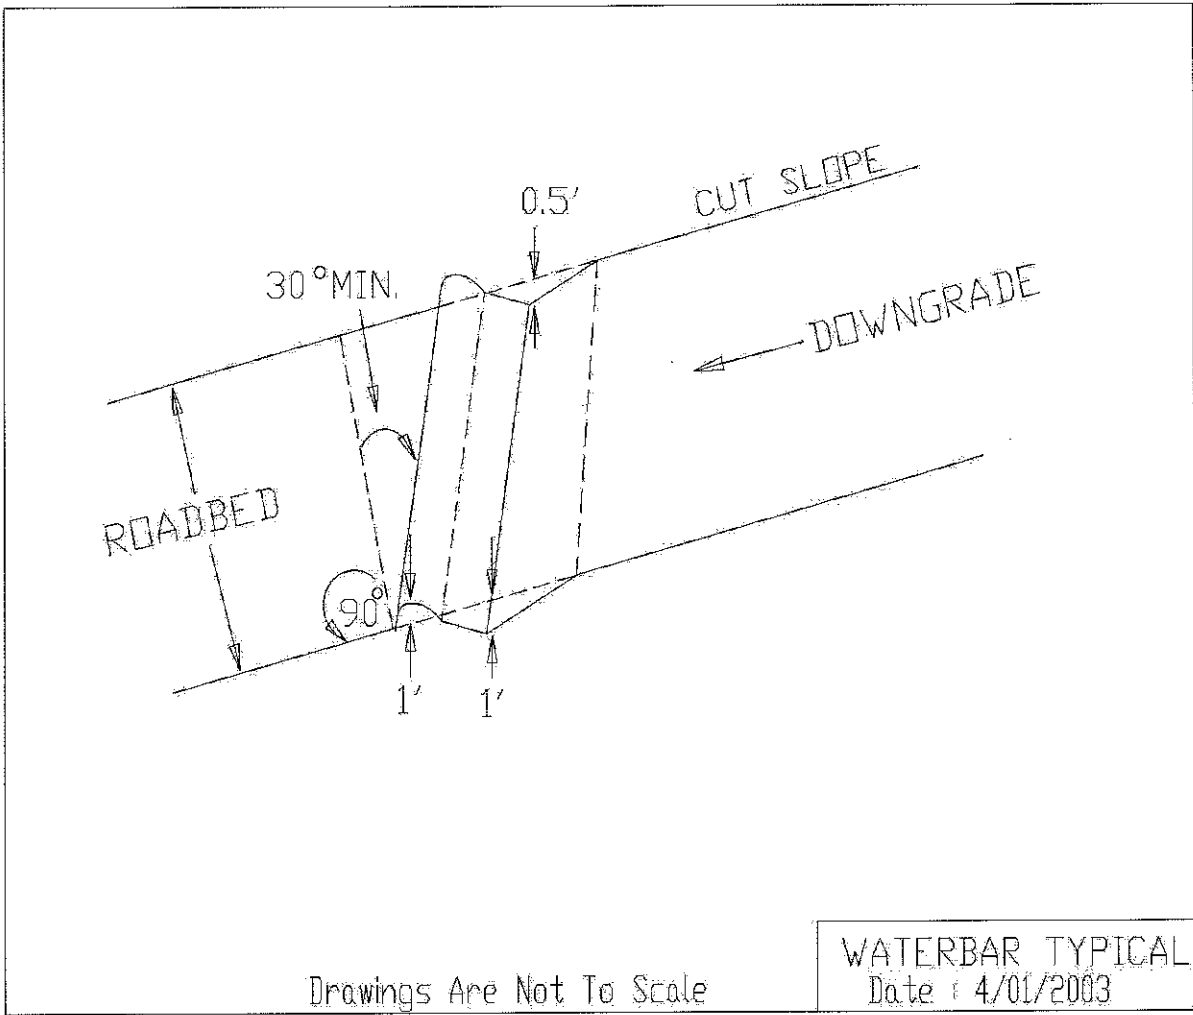 0.5'
CUT SLOPE
30°MIN.
DOWNGRADE
ROADBED
90°
1'
1'
WATERBAR TYPICAL
Date : 4/01/2003
Drawings Are Not To Scale